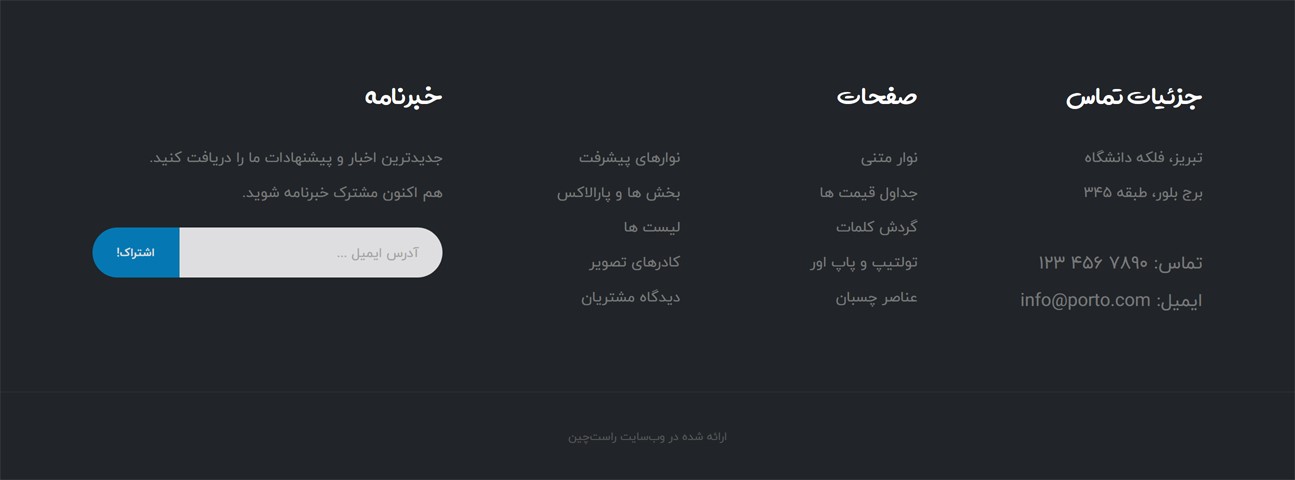 جزئیات تماس
تبریز، فلکه دانشگاه
برج بلور، طبقه ۳۴۵
تماس: ۷۸۹۰ ۴۵۶ ۱۲۳
ایمیل: info@porto.com
صفحات
نوار متنی
جداول قیمت ها
گردش کلمات
تولتیپ و پاپ اور
عناصر چسبان
نوارهای پیشرفت
بخش ها و پارالاکس
لیست ها
کادرهای تصویر
دیدگاه مشتریان
خبرنامه
جدیدترین اخبار و پیشنهادات ما را دریافت کنید.
هم اکنون مشترک خبرنامه شوید.
آدرس ایمیل ...
اشتراک!
ارائه شده در وب‌سایت راست‌چین